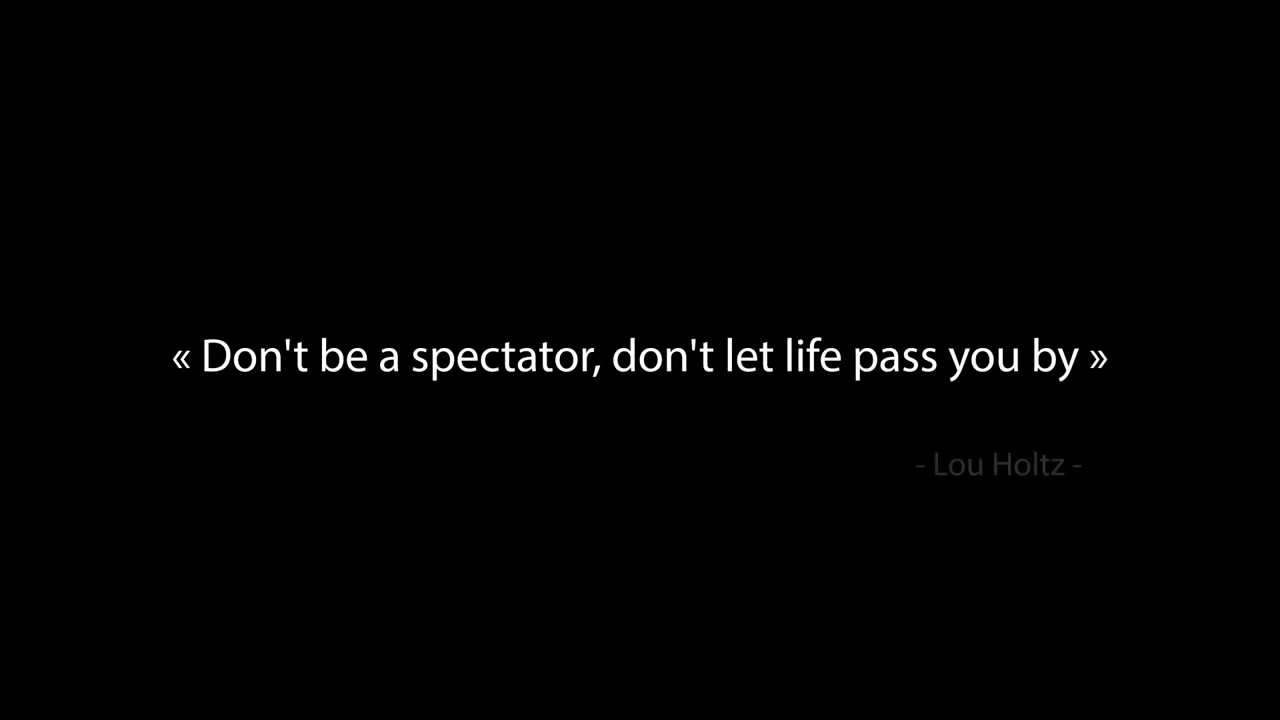 « Don't be a spectator, don't let life pass you by »
- Lou Holtz -